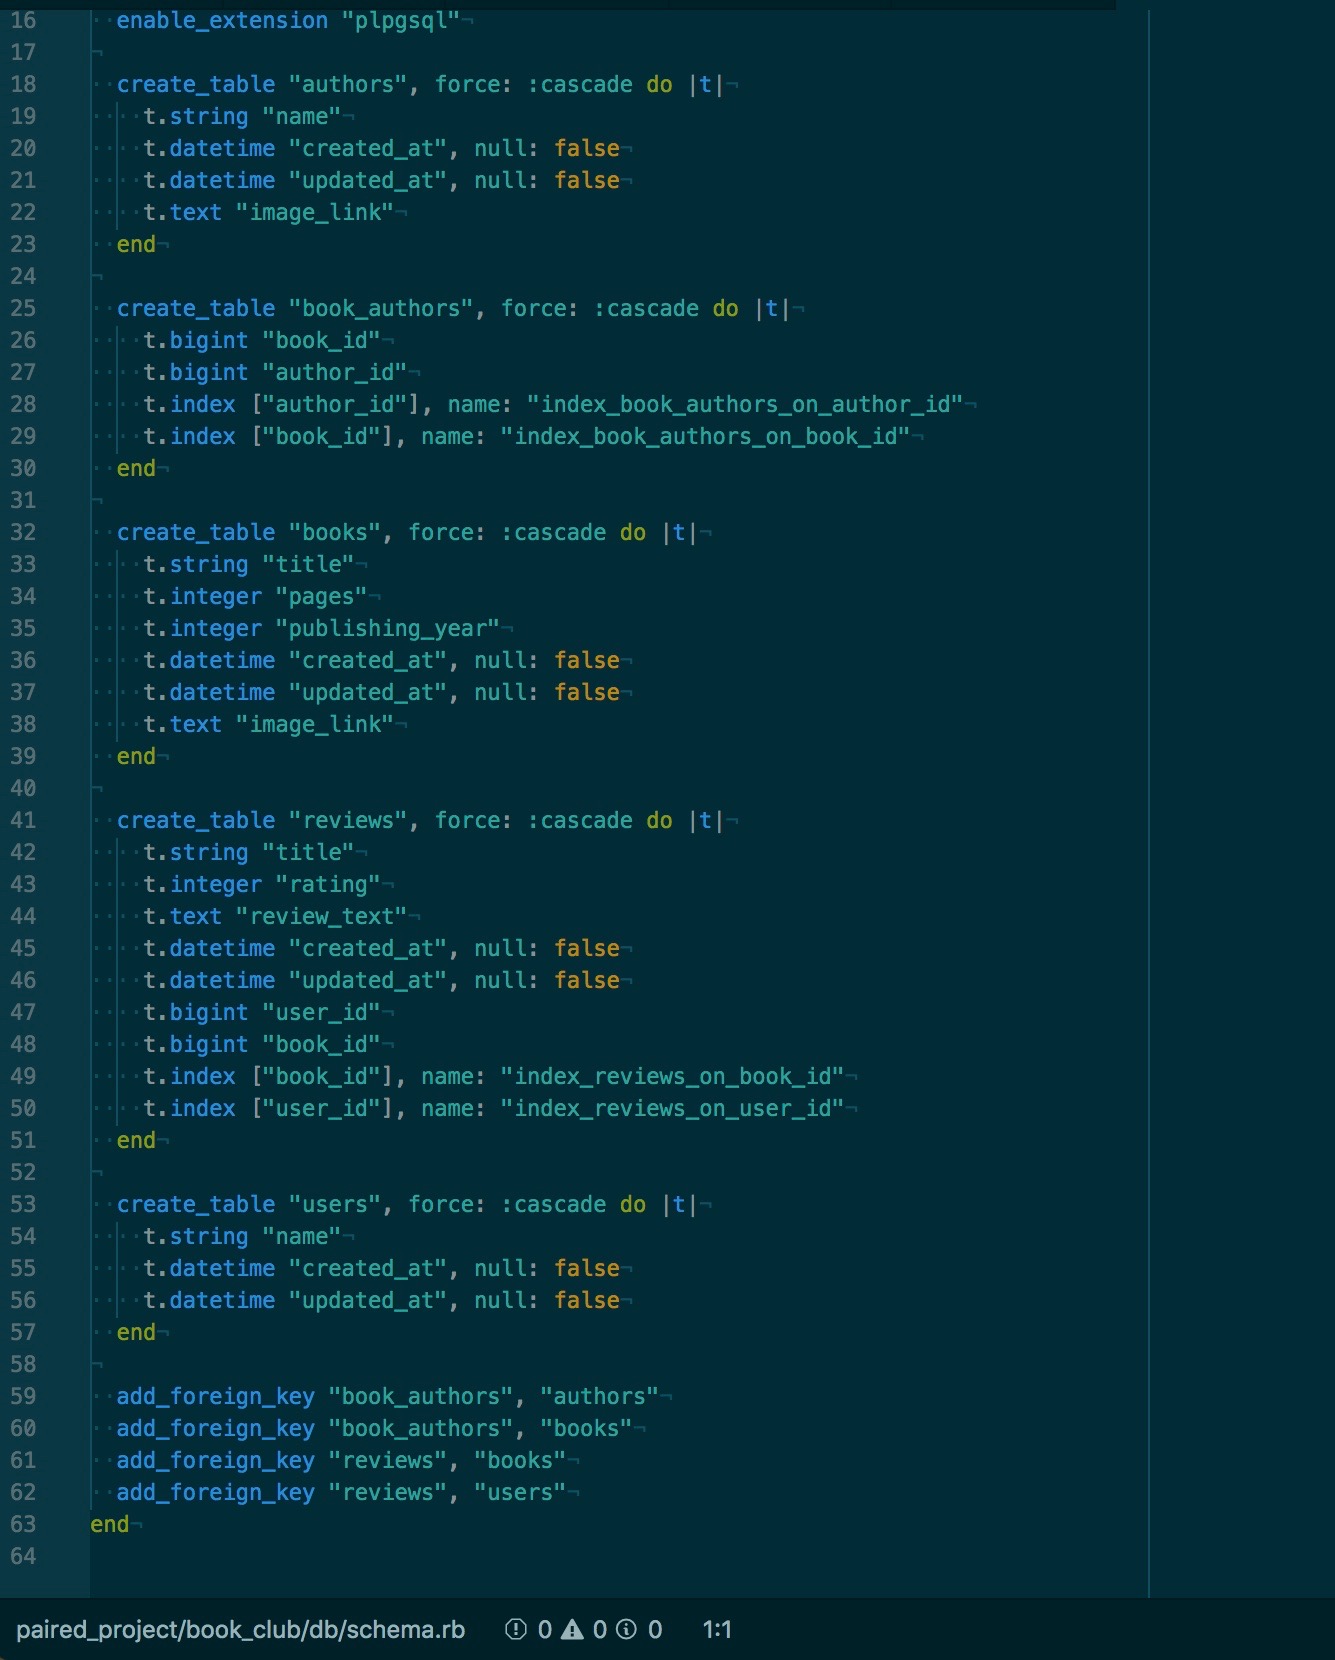 16 enable_extension "plpgsql"
17
18 create_table "authors", force: :cascade do |t|
19 t.string "name"
20 t.datetime "created_at", null: false
21 t.datetime "updated_at", null: false
22 t.text "image_link"
23 end
24
25 create_table "book_authors", force: :cascade do |t|
26 t.bigint "book_id"
27 t.bigint "author_id"
28 t.index ["author_id"], name: "index_book_authors_on_author_id"
29 t.index ["book_id"], name: "index_book_authors_on_book_id"
30 end
31
32 create_table "books", force: :cascade do |t|
33 t.string "title"
34 t.integer "pages"
35 t.integer "publishing_year"
36 t.datetime "created_at", null: false
37 t.datetime "updated_at", null: false
38 t.text "image_link"
39 end
40
41 create_table "reviews", force: :cascade do |t|
42 t.string "title"
43 t.integer "rating"
44 t.text "review_text"
45 t.datetime "created_at", null: false
46 t.datetime "updated_at", null: false
47 t.bigint "user_id"
48 t.bigint "book_id"
49 t.index ["book_id"], name: "index_reviews_on_book_id"
50 t.index ["user_id"], name: "index_reviews_on_user_id"
51 end
52
53 create_table "users", force: :cascade do |t|
54 t.string "name"
55 t.datetime "created_at", null: false
56 t.datetime "updated_at", null: false
57 end
58
59 add_foreign_key "book_authors", "authors"
60 add_foreign_key "book_authors", "books"
61 add_foreign_key "reviews", "books"
62 add_foreign_key "reviews", "users"
63 end
64
paired_project/book_club/db/schema.rb 0 0 0 1:1